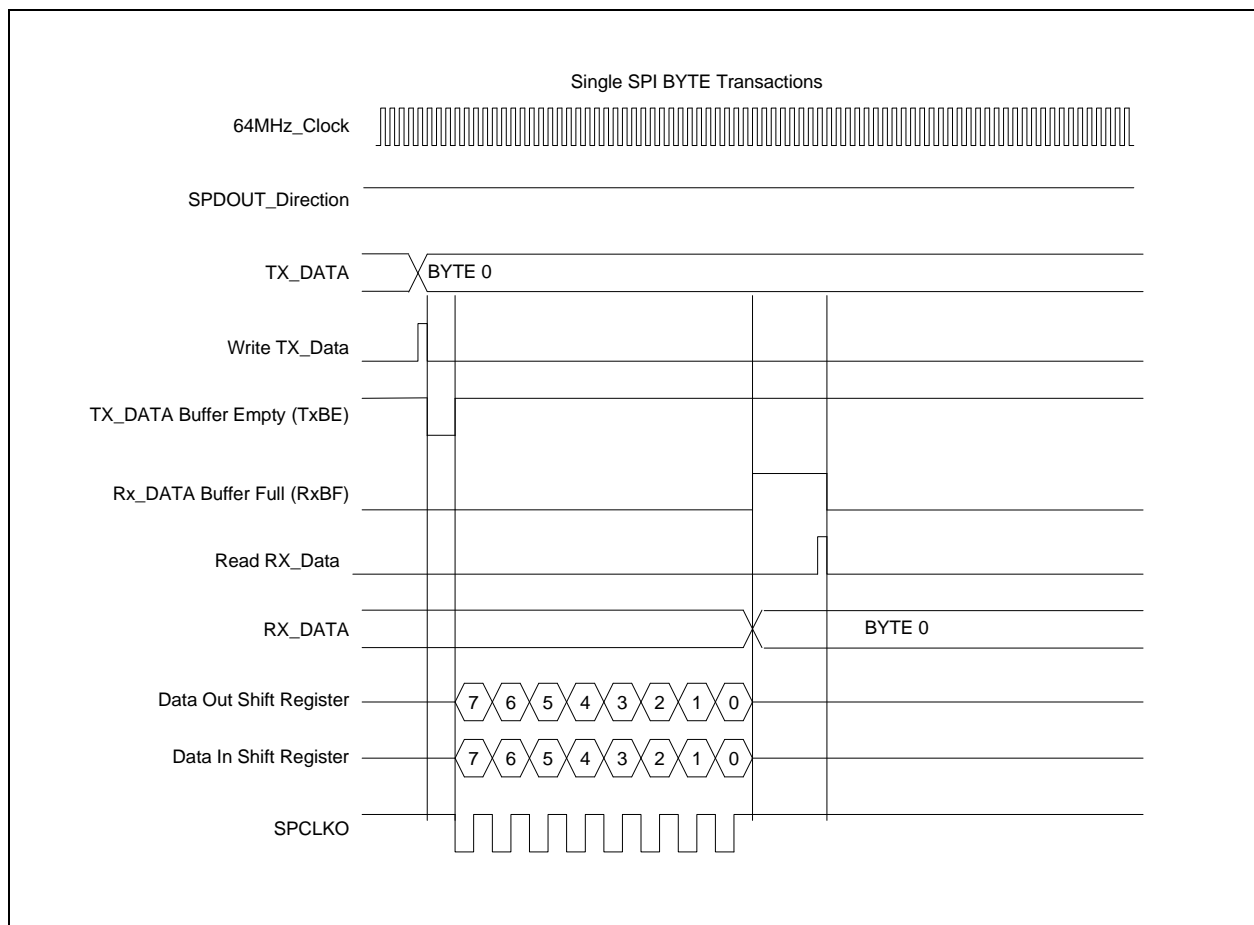 Single SPI BYTE Transactions
64MHz_Clock
SPDOUT_Direction
TX_DATA
BYTE 0
Write TX_Data
TX_DATA Buffer Empty (TxBE)
Rx_DATA Buffer Full (RxBF)
Read RX_Data
RX_DATA
BYTE 0
Data Out Shift Register
7 6 5 4 3 2 1 0
Data In Shift Register
7 6 5 4 3 2 1 0
SPCLKO